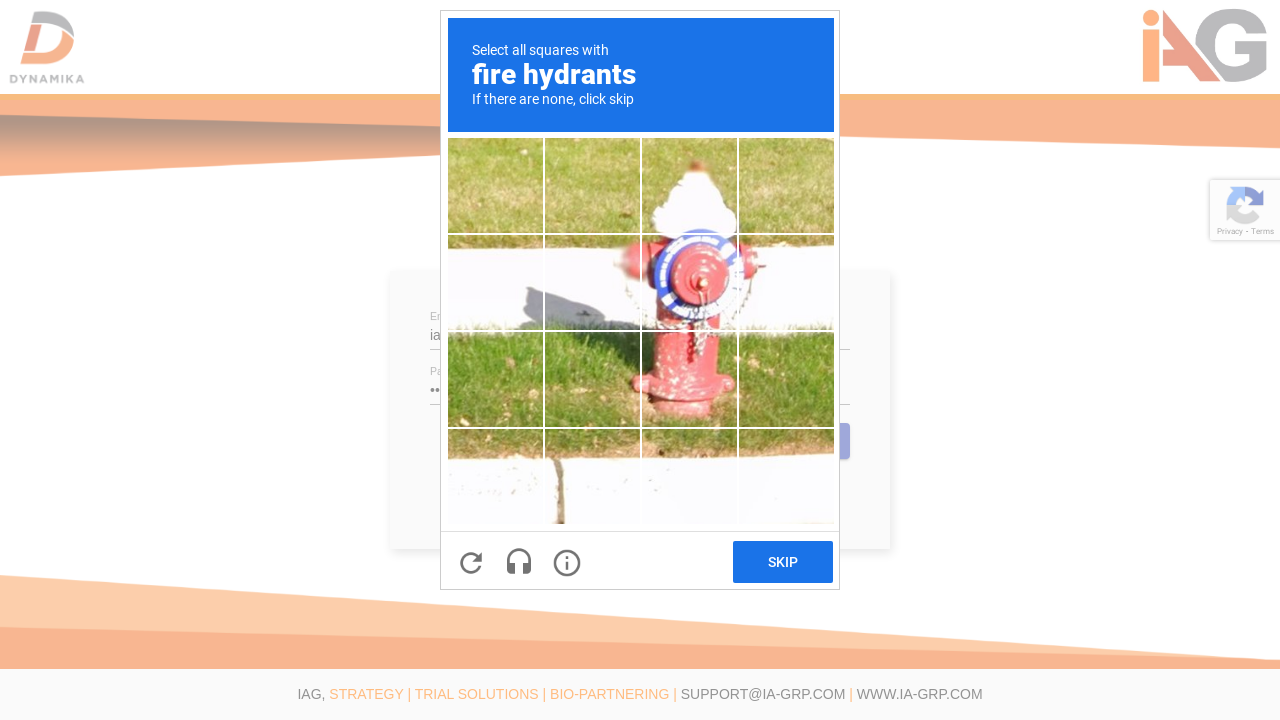 DYNAMIKA
iAG
Select all squares with
fire hydrants
If there are none, click skip
Privacy - Terms
SKIP
IAG, STRATEGY | TRIAL SOLUTIONS | BIO-PARTNERING | SUPPORT@IA-GRP.COM | WWW.IA-GRP.COM